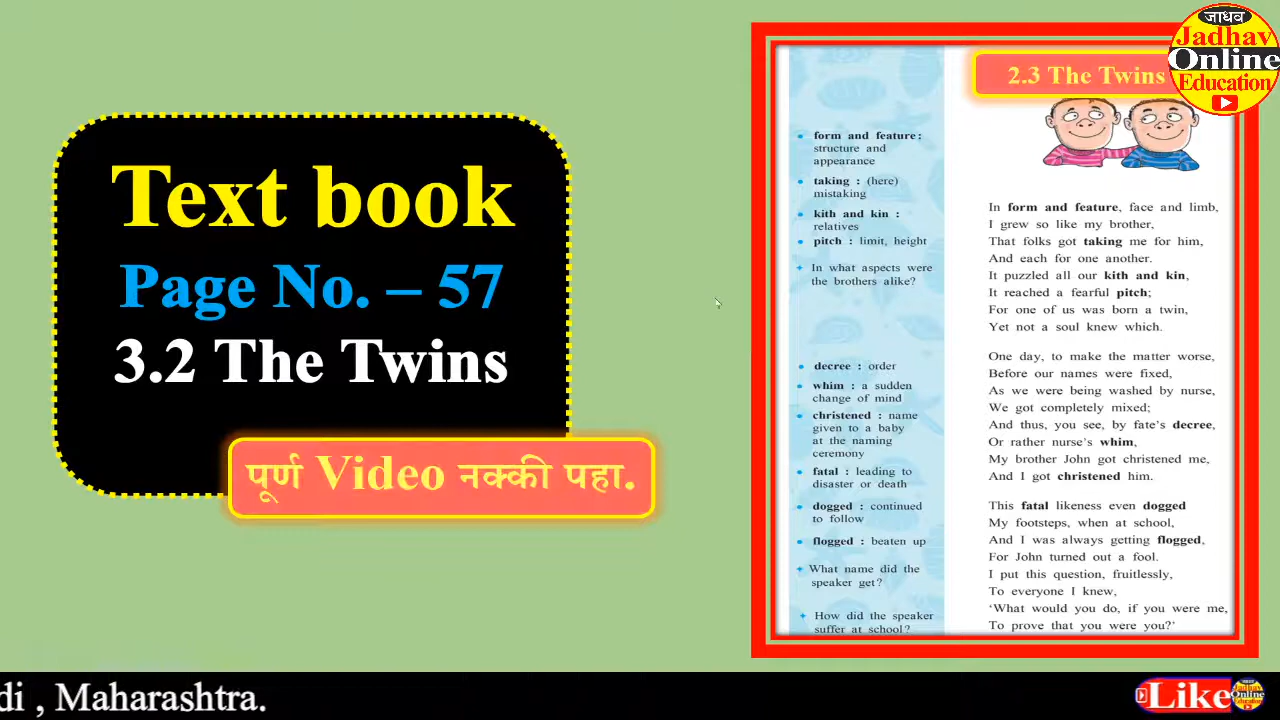 Text book
Page No. – 57
3.2 The Twins
पूर्ण Video नक्की पहा.
जाधव
Jadhav
Online
Education
2.3 The Twins
form and feature :
structure and
appearance
taking : (here)
mistaking
kith and kin :
relatives
pitch : limit, height
In what aspects were
the brothers alike?
decree : order
whim : a sudden
change of mind
christened : name
given to a baby
at the naming
ceremony
fatal : leading to
disaster or death
dogged : continued
to follow
flogged : beaten up
What name did the
speaker get?
How did the speaker
suffer at school?
In form and feature, face and limb,
I grew so like my brother,
That folks got taking me for him,
And each for one another.
It puzzled all our kith and kin,
It reached a fearful pitch;
For one of us was born a twin,
Yet not a soul knew which.
One day, to make the matter worse,
Before our names were fixed,
As we were being washed by nurse,
We got completely mixed;
And thus, you see, by fate's decree,
Or rather nurse's whim,
My brother John got christened me,
And I got christened him.
This fatal likeness even dogged
My footsteps, when at school,
And I was always getting flogged,
For John turned out a fool.
I put this question, fruitlessly,
To everyone I knew,
‘What would you do, if you were me,
To prove that you were you?’
di , Maharashtra.
Like
Jadhav
Online
Education